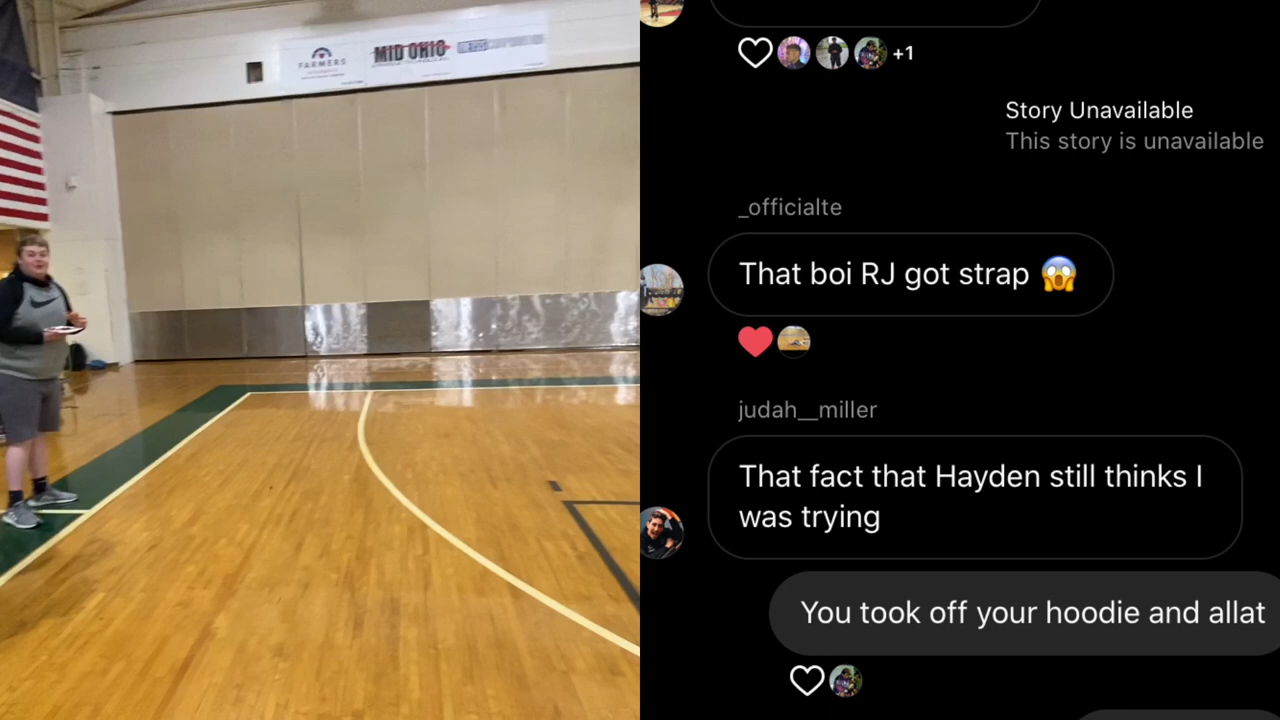 FARMERS
MID OHIO
+1
Story Unavailable
This story is unavailable
_officialte
That boi RJ got strap 😱
judah__miller
That fact that Hayden still thinks I
was trying
You took off your hoodie and allat